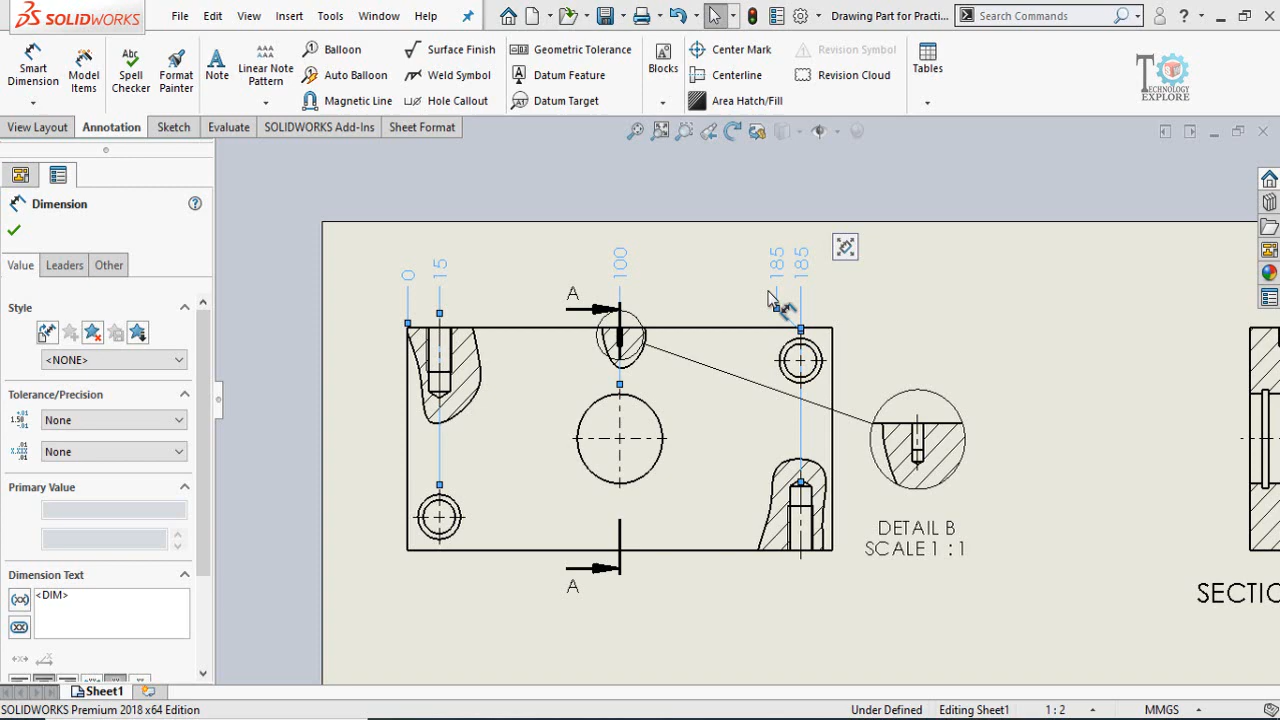 SOLIDWORKS
File Edit View Insert Tools Window Help
Drawing Part for Practi...
Search Commands
Smart Dimension
Model Items
Spell Checker
Format Painter
Note
Linear Note Pattern
Balloon
Auto Balloon
Magnetic Line
Surface Finish
Weld Symbol
Hole Callout
Geometric Tolerance
Datum Feature
Datum Target
Blocks
Center Mark
Centerline
Area Hatch/Fill
Revision Symbol
Revision Cloud
Tables
TECHNOLOGY
EXPLORE
View Layout Annotation Sketch Evaluate SOLIDWORKS Add-Ins Sheet Format
Dimension
Value Leaders Other
Style
<NONE>
Tolerance/Precision
None
None
Primary Value
Dimension Text
<DIM>
0
15
100
185
185
A
A
DETAIL B
SCALE 1 : 1
SECTIO
Sheet1
SOLIDWORKS Premium 2018 x64 Edition
Under Defined
Editing Sheet1
1 : 2
MMGS